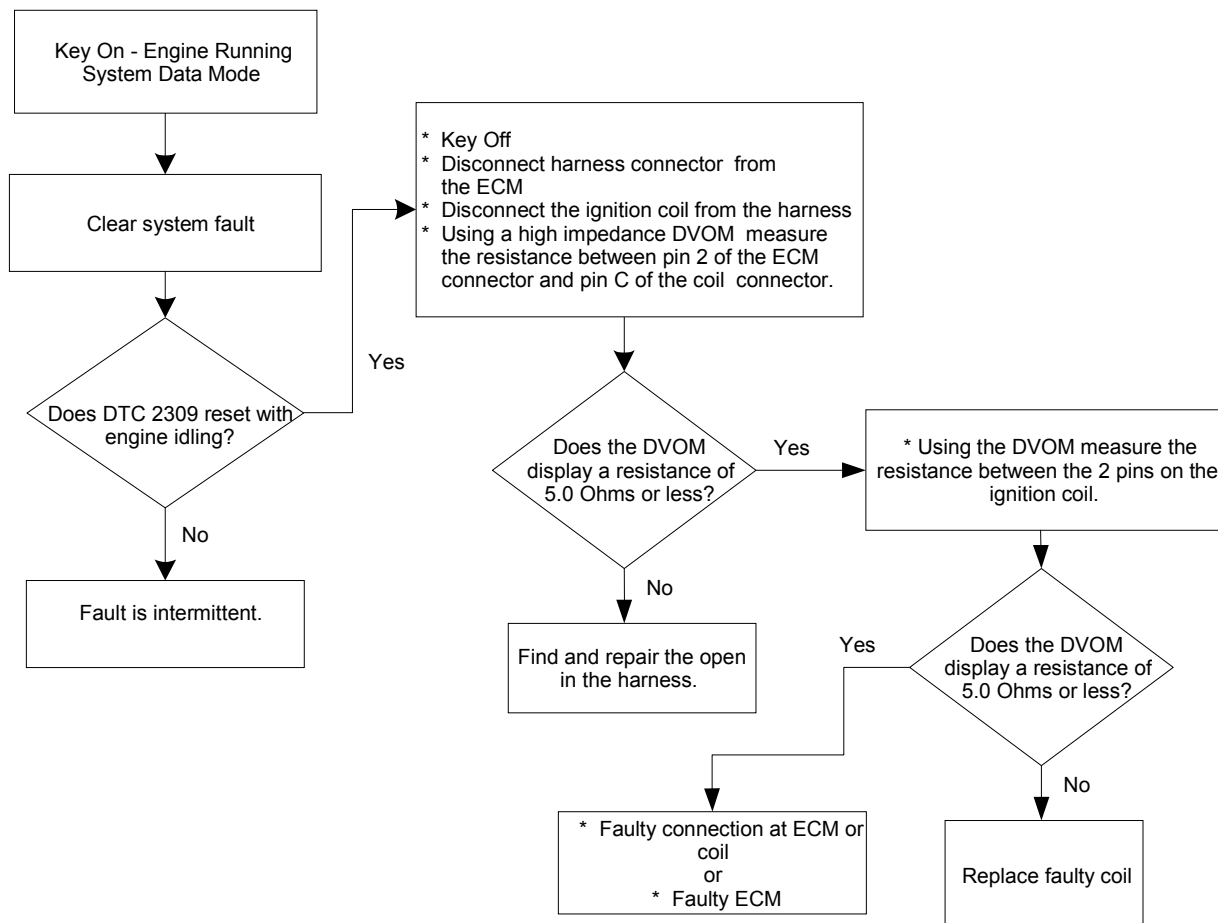 Key On - Engine Running
System Data Mode
Clear system fault
Does DTC 2309 reset with
engine idling?
Yes
No
Fault is intermittent.
* Key Off
* Disconnect harness connector from
the ECM
* Disconnect the ignition coil from the harness
* Using a high impedance DVOM measure
the resistance between pin 2 of the ECM
connector and pin C of the coil connector.
Does the DVOM
display a resistance of
5.0 Ohms or less?
Yes
No
Find and repair the open
in the harness.
* Using the DVOM measure the
resistance between the 2 pins on the
ignition coil.
Does the DVOM
display a resistance of
5.0 Ohms or less?
Yes
No
* Faulty connection at ECM or
coil
or
* Faulty ECM
Replace faulty coil